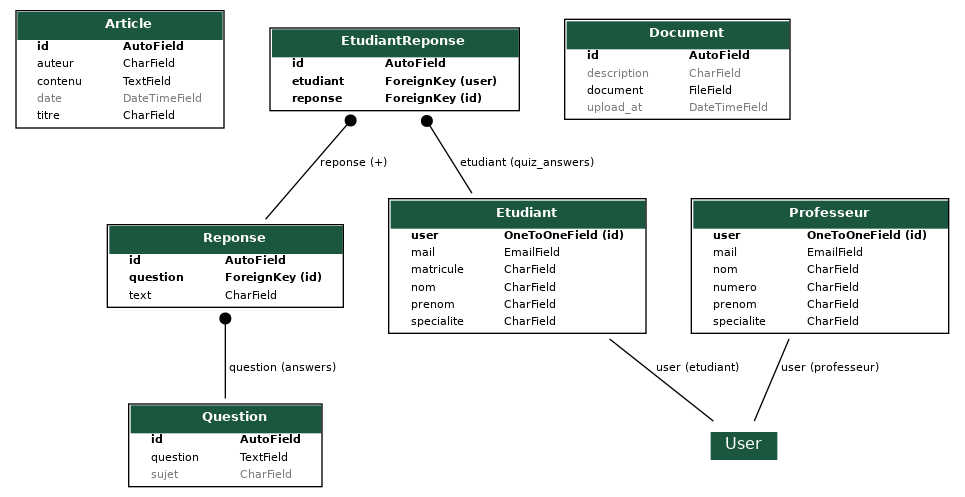 Article
id AutoField
auteur CharField
contenu TextField
date DateTimeField
titre CharField
EtudiantReponse
id AutoField
etudiant ForeignKey (user)
reponse ForeignKey (id)
Document
id AutoField
description CharField
document FileField
upload_at DateTimeField
reponse (+)
etudiant (quiz_answers)
Reponse
id AutoField
question ForeignKey (id)
text CharField
Etudiant
user OneToOneField (id)
mail EmailField
matricule CharField
nom CharField
prenom CharField
specialite CharField
Professeur
user OneToOneField (id)
mail EmailField
nom CharField
numero CharField
prenom CharField
specialite CharField
question (answers)
user (etudiant)
user (professeur)
Question
id AutoField
question TextField
sujet CharField
User